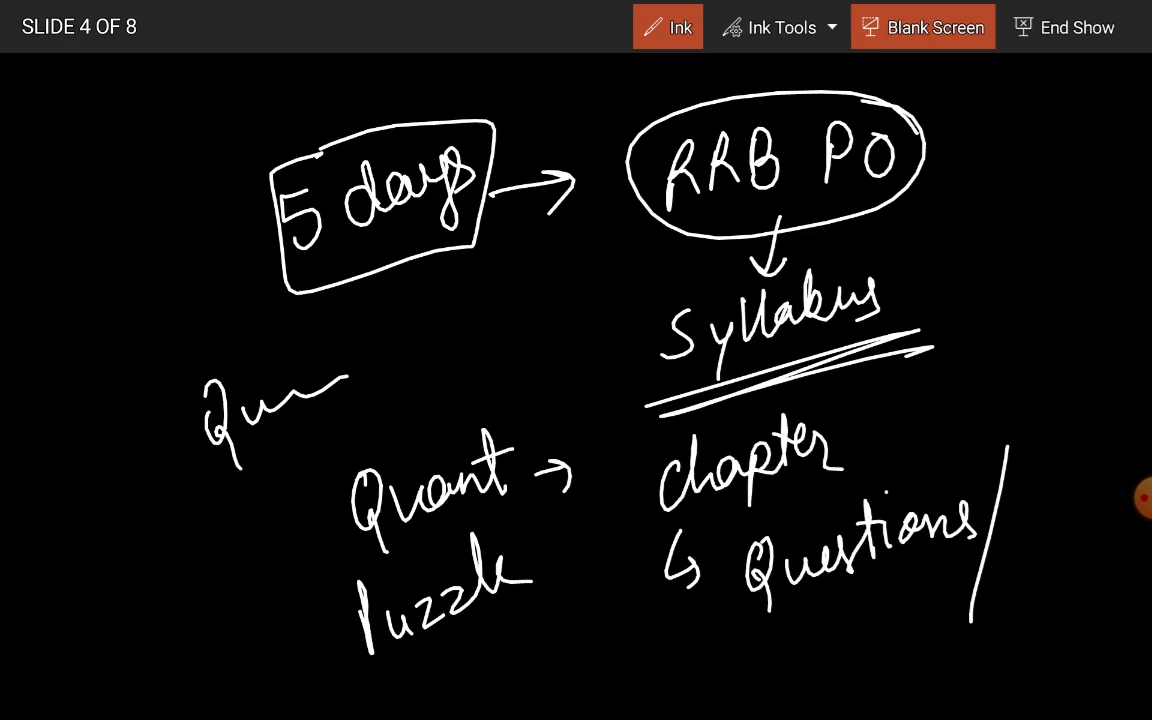 SLIDE 4 OF 8
Ink
Ink Tools
Blank Screen
End Show
5 days → RRB PO
↓
Syllabus
Quant → chapter
↳ Questions/
Puzzle